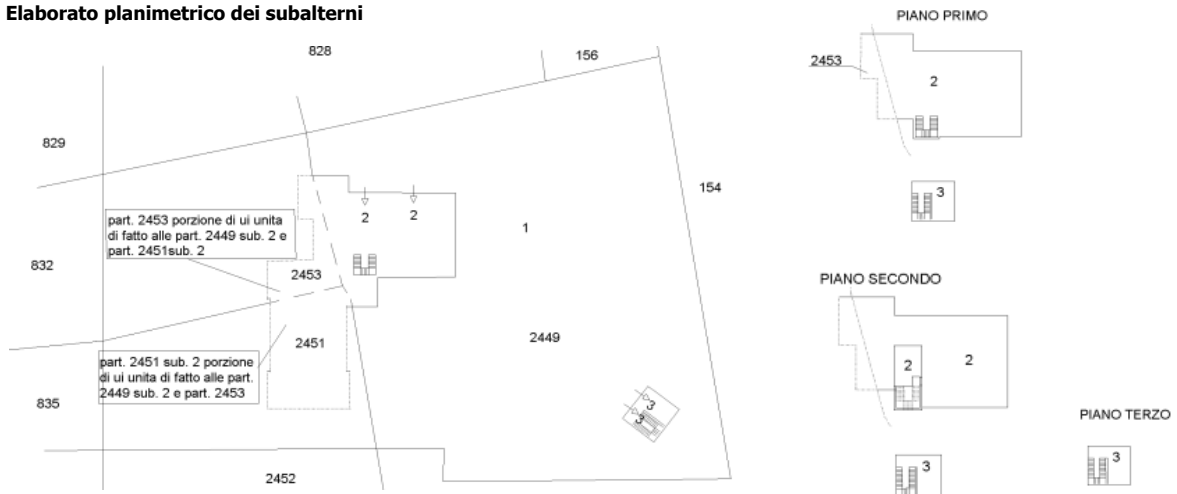 Elaborato planimetrico dei subalterni
828
156
829
154
part. 2453 porzione di ui unita
di fatto alle part. 2449 sub. 2 e
part. 2451sub. 2
2
2
1
832
2453
2451
2449
part. 2451 sub. 2 porzione
di ui unita di fatto alle part.
2449 sub. 2 e part. 2453
835
3
3
2452
PIANO PRIMO
2453
2
3
PIANO SECONDO
2
2
3
PIANO TERZO
3